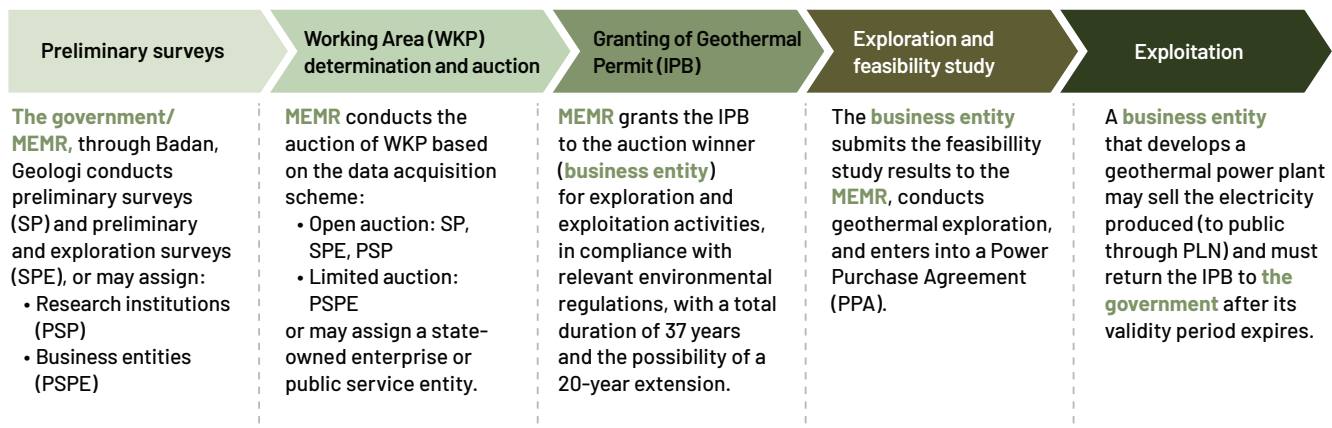 Preliminary surveys
Working Area (WKP)
determination and auction
Granting of Geothermal
Permit (IPB)
Exploration and
feasibility study
Exploitation
The government/
MEMR, through Badan,
Geologi conducts
preliminary surveys
(SP) and preliminary
and exploration surveys
(SPE), or may assign:
• Research institutions
(PSP)
• Business entities
(PSPE)
MEMR conducts the
auction of WKP based
on the data acquisition
scheme:
• Open auction: SP,
SPE, PSP
• Limited auction:
PSPE
or may assign a state-
owned enterprise or
public service entity.
MEMR grants the IPB
to the auction winner
(business entity)
for exploration and
exploitation activities,
in compliance with
relevant environmental
regulations, with a total
duration of 37 years
and the possibility of a
20-year extension.
The business entity
submits the feasibillity
study results to the
MEMR, conducts
geothermal exploration,
and enters into a Power
Purchase Agreement
(PPA).
A business entity
that develops a
geothermal power plant
may sell the electricity
produced (to public
through PLN) and must
return the IPB to the
government after its
validity period expires.